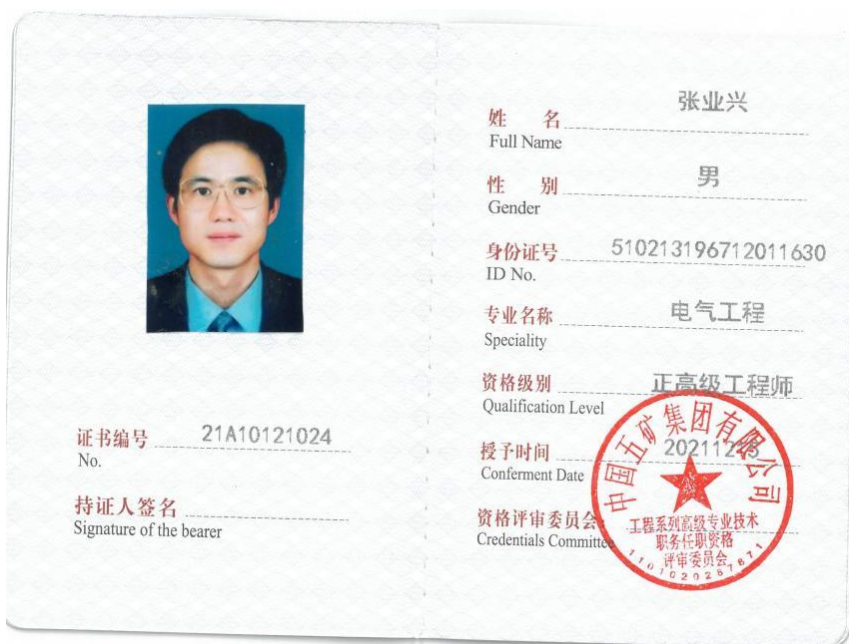 证书编号 21A10121024
No.
持证人签名
Signature of the bearer
姓 名 张业兴
Full Name
性 别 男
Gender
身份证号 510213196712011630
ID No.
专业名称 电气工程
Speciality
资格级别 正高级工程师
Qualification Level
授予时间 20211213
Conferment Date
资格评审委员会:
Credentials Committee
中国五矿集团有限公司
工程系列高级专业技术
职务任职资格
评审委员会